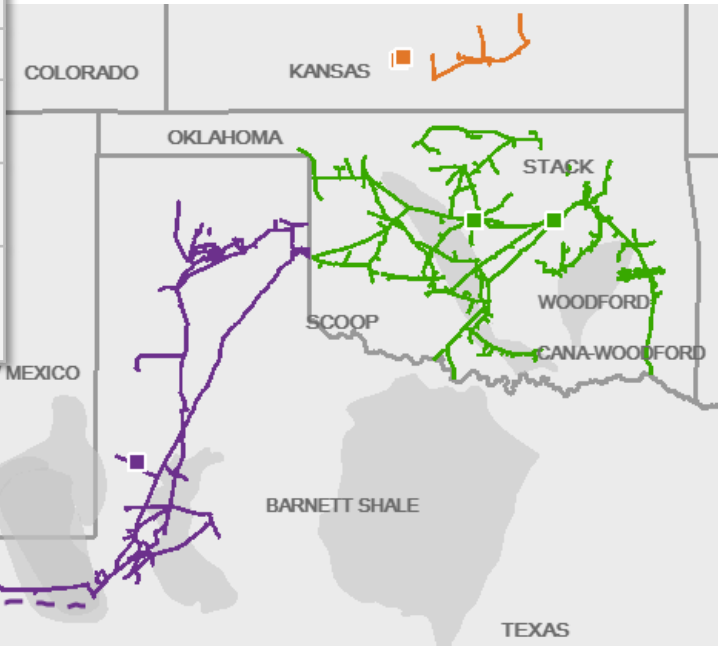 COLORADO
KANSAS
OKLAHOMA
STACK
WOODFORD
SCOOP
CANA-WOODFORD
MEXICO
BARNETT SHALE
TEXAS